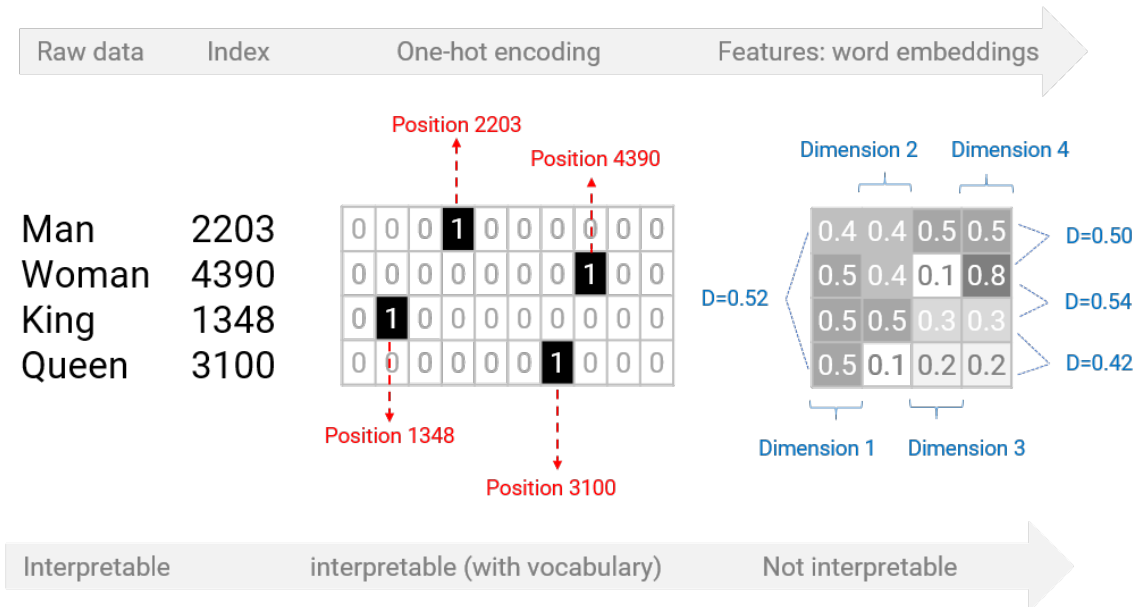 Raw data Index One-hot encoding Features: word embeddings
Position 2203
Position 4390
Dimension 2 Dimension 4
Man 2203 0 0 0 1 0 0 0 0 0 0 0.4 0.4 0.5 0.5
D=0.50
Woman 4390 0 0 0 0 0 0 0 1 0 0 0.5 0.4 0.1 0.8
D=0.52
D=0.54
King 1348 0 1 0 0 0 0 0 0 0 0 0.5 0.5 0.3 0.3
Queen 3100 0 0 0 0 0 0 1 0 0 0 0.5 0.1 0.2 0.2
D=0.42
Position 1348
Dimension 1 Dimension 3
Position 3100
Interpretable interpretable (with vocabulary) Not interpretable